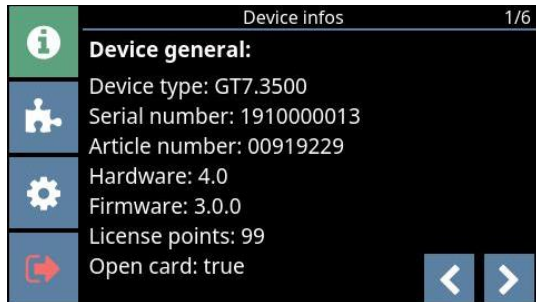 Device infos 1/6
Device general:
Device type: GT7.3500
Serial number: 1910000013
Article number: 00919229
Hardware: 4.0
Firmware: 3.0.0
License points: 99
Open card: true